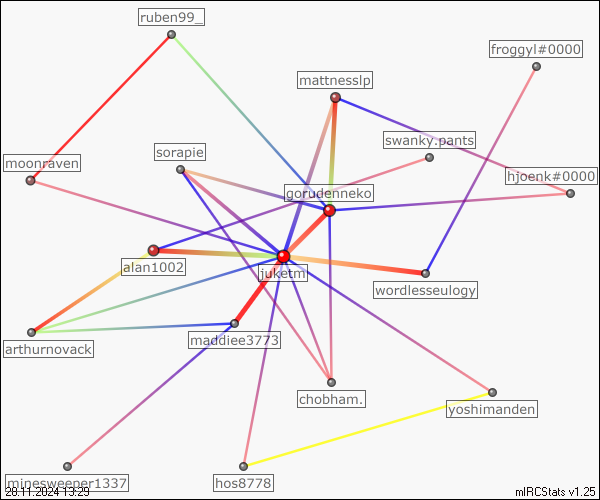 ruben99_
froggyl#0000
mattnesslp
swanky.pants
sorapie
moonraven
hjoenk#0000
gorudenneko
alan1002
juketm
wordlesseulogy
maddiee3773
arthurnovack
chobham.
yoshimanden
minesweeper1337
hos8778
28.11.2024 13:29
mIRCStats v1.25